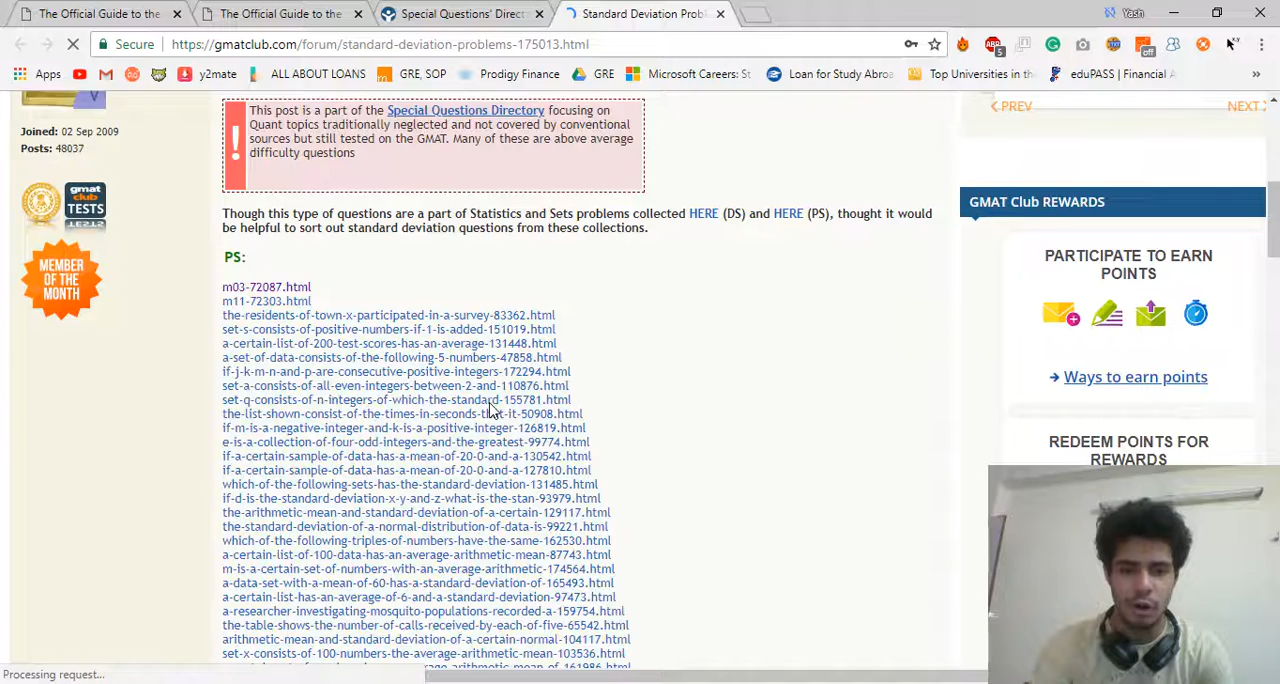 The Official Guide to the
The Official Guide to the
Special Questions' Direct
Standard Deviation Prob
Yash
Secure
https://gmatclub.com/forum/standard-deviation-problems-175013.html
5
off
Apps
y2mate
ALL ABOUT LOANS
GRE, SOP
Prodigy Finance
GRE
Microsoft Careers: St
Loan for Study Abroa
Top Universities in the
eduPASS | Financial A
»
V
Joined: 02 Sep 2009
Posts: 48037
gmat
club
TESTS
MEMBER
OF THE
MONTH
This post is a part of the Special Questions Directory focusing on
Quant topics traditionally neglected and not covered by conventional
sources but still tested on the GMAT. Many of these are above average
difficulty questions
Though this type of questions are a part of Statistics and Sets problems collected HERE (DS) and HERE (PS), thought it would
be helpful to sort out standard deviation questions from these collections.
PS:
m03-72087.html
m11-72303.html
the-residents-of-town-x-participated-in-a-survey-83362.html
set-s-consists-of-positive-numbers-if-1-is-added-151019.html
a-certain-list-of-200-test-scores-has-an-average-131448.html
a-set-of-data-consists-of-the-following-5-numbers-47858.html
if-j-k-m-n-and-p-are-consecutive-positive-integers-172294.html
set-a-consists-of-all-even-integers-between-2-and-110876.html
set-q-consists-of-n-integers-of-which-the-standard-155781.html
the-list-shown-consist-of-the-times-in-seconds-that-it-50908.html
if-m-is-a-negative-integer-and-k-is-a-positive-integer-126819.html
e-is-a-collection-of-four-odd-integers-and-the-greatest-99774.html
if-a-certain-sample-of-data-has-a-mean-of-20-0-and-a-130542.html
if-a-certain-sample-of-data-has-a-mean-of-20-0-and-a-127810.html
which-of-the-following-sets-has-the-standard-deviation-131485.html
if-d-is-the-standard-deviation-x-y-and-z-what-is-the-stan-93979.html
the-arithmetic-mean-and-standard-deviation-of-a-certain-129117.html
the-standard-deviation-of-a-normal-distribution-of-data-is-99221.html
which-of-the-following-triples-of-numbers-have-the-same-162530.html
a-certain-list-of-100-data-has-an-average-arithmetic-mean-87743.html
m-is-a-certain-set-of-numbers-with-an-average-arithmetic-174564.html
a-data-set-with-a-mean-of-60-has-a-standard-deviation-of-165493.html
a-certain-list-has-an-average-of-6-and-a-standard-deviation-97473.html
a-researcher-investigating-mosquito-populations-recorded-a-159754.html
the-table-shows-the-number-of-calls-received-by-each-of-five-65542.html
arithmetic-mean-and-standard-deviation-of-a-certain-normal-104117.html
set-x-consists-of-100-numbers-the-average-arithmetic-mean-103536.html
PREV
NEXT
GMAT Club REWARDS
PARTICIPATE TO EARN
POINTS
Ways to earn points
REDEEM POINTS FOR
REWARDS
Processing request...